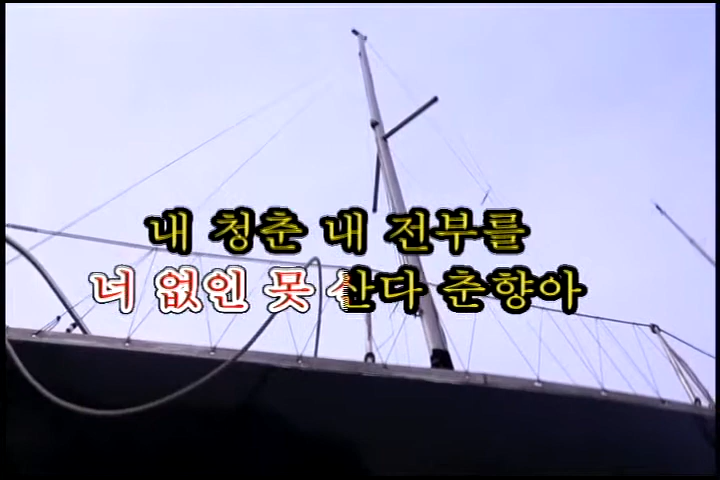 내 청춘 내 전부를
너 없인 못 산다 춘향아